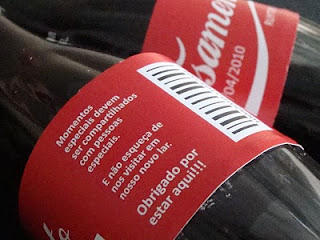 Momentos
especiais devem
ser compartilhados
com pessoas
especiais.
E não esqueça de
nos visitar em
nosso novo lar.
Obrigado por
estar aqui!!!
/04/2010